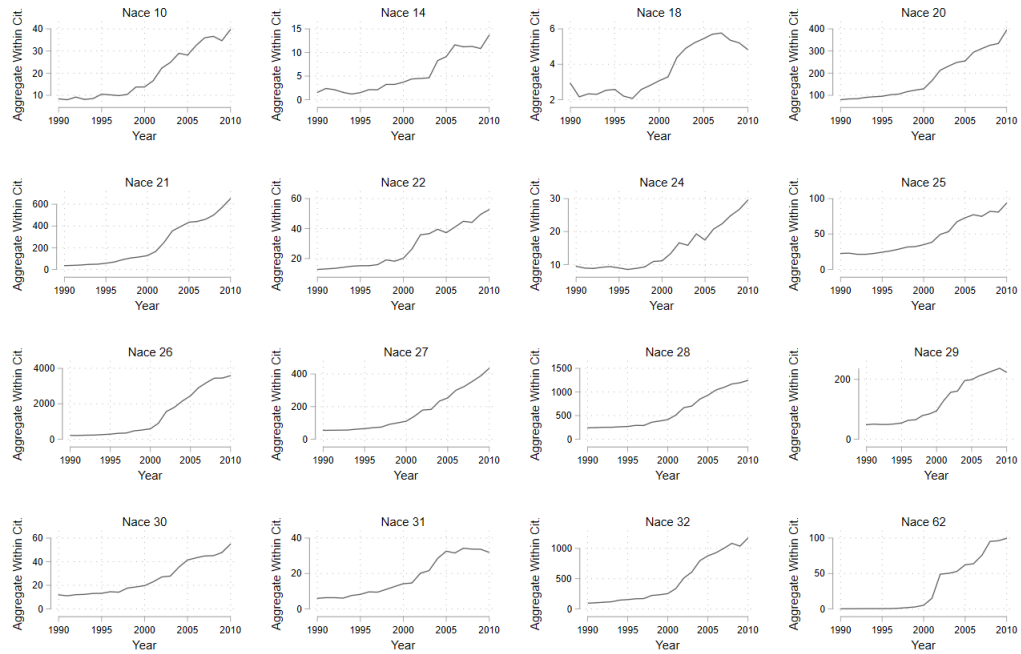 Nace 10
Aggregate Within Cit.
40
30
20
10
1990 1995 2000 2005 2010
Year
Nace 14
Aggregate Within Cit.
15
10
5
0
1990 1995 2000 2005 2010
Year
Nace 18
Aggregate Within Cit.
6
4
2
1990 1995 2000 2005 2010
Year
Nace 20
Aggregate Within Cit.
400
300
200
100
1990 1995 2000 2005 2010
Year
Nace 21
Aggregate Within Cit.
600
400
200
0
1990 1995 2000 2005 2010
Year
Nace 22
Aggregate Within Cit.
60
40
20
1990 1995 2000 2005 2010
Year
Nace 24
Aggregate Within Cit.
30
20
10
1990 1995 2000 2005 2010
Year
Nace 25
Aggregate Within Cit.
100
50
0
1990 1995 2000 2005 2010
Year
Nace 26
Aggregate Within Cit.
4000
2000
0
1990 1995 2000 2005 2010
Year
Nace 27
Aggregate Within Cit.
400
200
0
1990 1995 2000 2005 2010
Year
Nace 28
Aggregate Within Cit.
1500
1000
500
0
1990 1995 2000 2005 2010
Year
Nace 29
Aggregate Within Cit.
200
0
1990 1995 2000 2005 2010
Year
Nace 30
Aggregate Within Cit.
60
40
20
0
1990 1995 2000 2005 2010
Year
Nace 31
Aggregate Within Cit.
40
20
0
1990 1995 2000 2005 2010
Year
Nace 32
Aggregate Within Cit.
1000
500
0
1990 1995 2000 2005 2010
Year
Nace 62
Aggregate Within Cit.
100
50
0
1990 1995 2000 2005 2010
Year